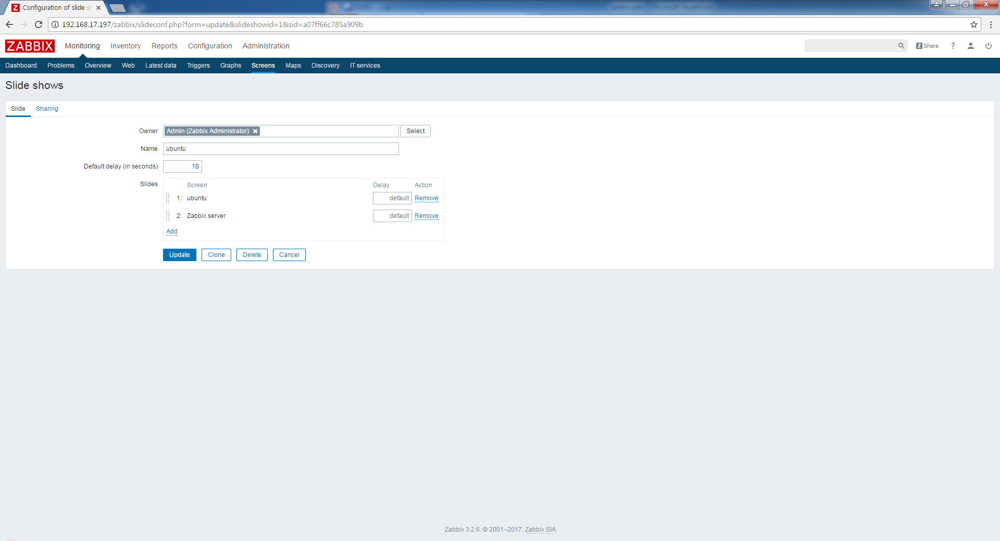 Configuration of slide s
192.168.17.197/zabbix/slideconf.php?form=update&slideshowid=1&sid=a07ff66c785a909b
ZABBIX Monitoring Inventory Reports Configuration Administration Z Share ?
Dashboard Problems Overview Web Latest data Triggers Graphs Screens Maps Discovery IT services
Slide shows
Slide Sharing
Owner Admin (Zabbix Administrator) Select
Name ubuntu
Default delay (in seconds) 10
Slides Screen Delay Action
1: ubuntu default Remove
2: Zabbix server default Remove
Add
Update Clone Delete Cancel
Zabbix 3.2.6. © 2001–2017, Zabbix SIA